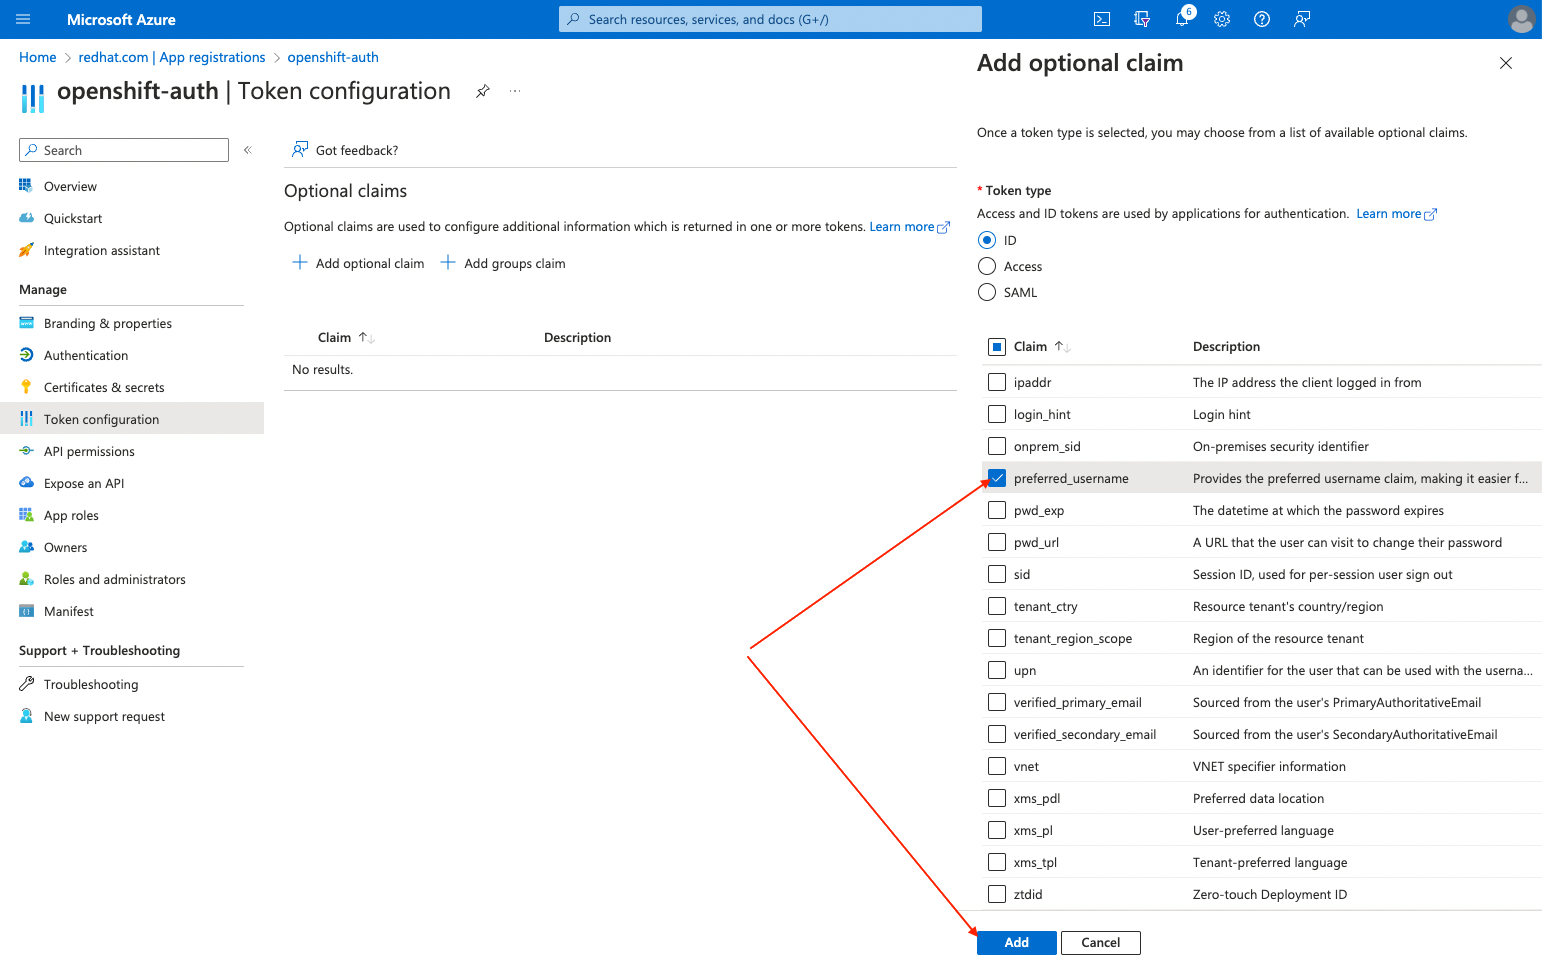 Microsoft Azure
Search resources, services, and docs (G+/)
6
Home > redhat.com | App registrations > openshift-auth
openshift-auth | Token configuration
...
Search
«
Overview
Quickstart
Integration assistant
Manage
Branding & properties
Authentication
Certificates & secrets
Token configuration
API permissions
Expose an API
App roles
Owners
Roles and administrators
Manifest
Support + Troubleshooting
Troubleshooting
New support request
Got feedback?
Optional claims
Optional claims are used to configure additional information which is returned in one or more tokens. Learn more
+ Add optional claim + Add groups claim
Claim ↑↓ Description
No results.
Add optional claim
Once a token type is selected, you may choose from a list of available optional claims.
* Token type
Access and ID tokens are used by applications for authentication. Learn more
ID
Access
SAML
Claim ↑↓ Description
ipaddr The IP address the client logged in from
login_hint Login hint
onprem_sid On-premises security identifier
preferred_username Provides the preferred username claim, making it easier f...
pwd_exp The datetime at which the password expires
pwd_url A URL that the user can visit to change their password
sid Session ID, used for per-session user sign out
tenant_ctry Resource tenant's country/region
tenant_region_scope Region of the resource tenant
upn An identifier for the user that can be used with the userna...
verified_primary_email Sourced from the user's PrimaryAuthoritativeEmail
verified_secondary_email Sourced from the user's SecondaryAuthoritativeEmail
vnet VNET specifier information
xms_pdl Preferred data location
xms_pl User-preferred language
xms_tpl Tenant-preferred language
ztdid Zero-touch Deployment ID
Add Cancel